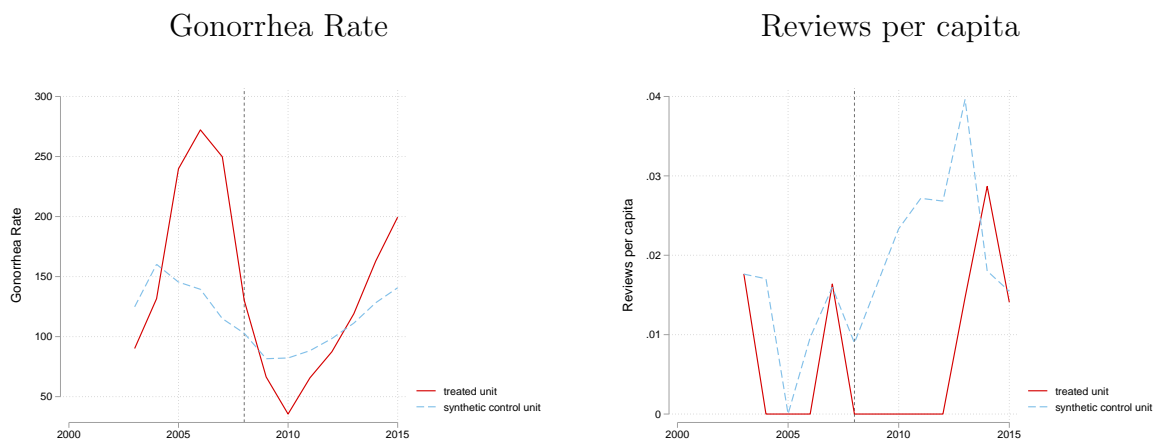 Gonorrhea Rate
Reviews per capita
300
250
200
150
100
50
Gonorrhea Rate
2000
2005
2010
2015
treated unit
synthetic control unit
.04
.03
.02
.01
0
Reviews per capita
2000
2005
2010
2015
treated unit
synthetic control unit